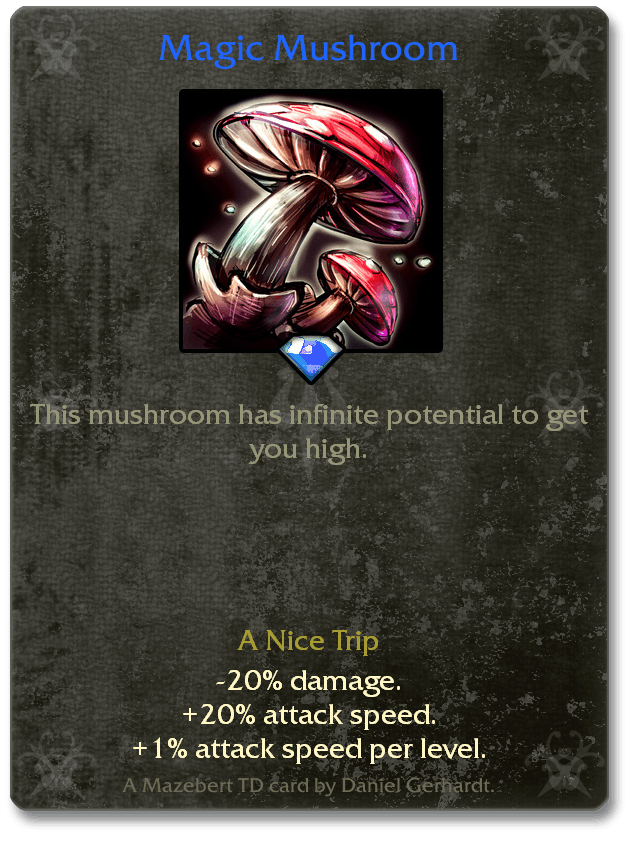 Magic Mushroom
This mushroom has infinite potential to get
you high.
A Nice Trip
-20% damage.
+20% attack speed.
+1% attack speed per level.
A Mazebert TD card by Daniel Gerhardt.